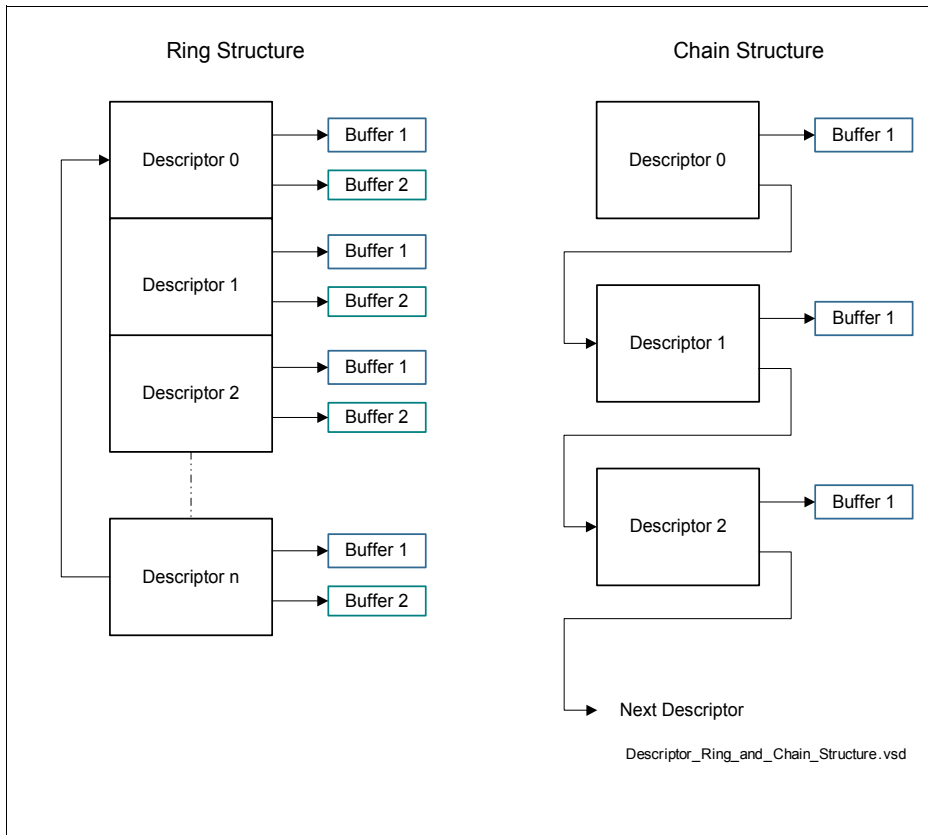 Ring Structure
Descriptor 0
Buffer 1
Buffer 2
Descriptor 1
Buffer 1
Buffer 2
Descriptor 2
Buffer 1
Buffer 2
Descriptor n
Buffer 1
Buffer 2
Chain Structure
Descriptor 0
Buffer 1
Descriptor 1
Buffer 1
Descriptor 2
Buffer 1
Next Descriptor
Descriptor_Ring_and_Chain_Structure.vsd